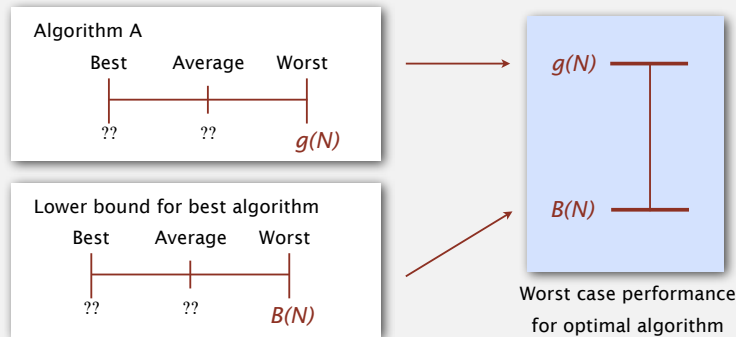 Algorithm A
Best Average Worst
?? ?? g(N)
Lower bound for best algorithm
Best Average Worst
?? ?? B(N)
g(N)
B(N)
Worst case performance
for optimal algorithm